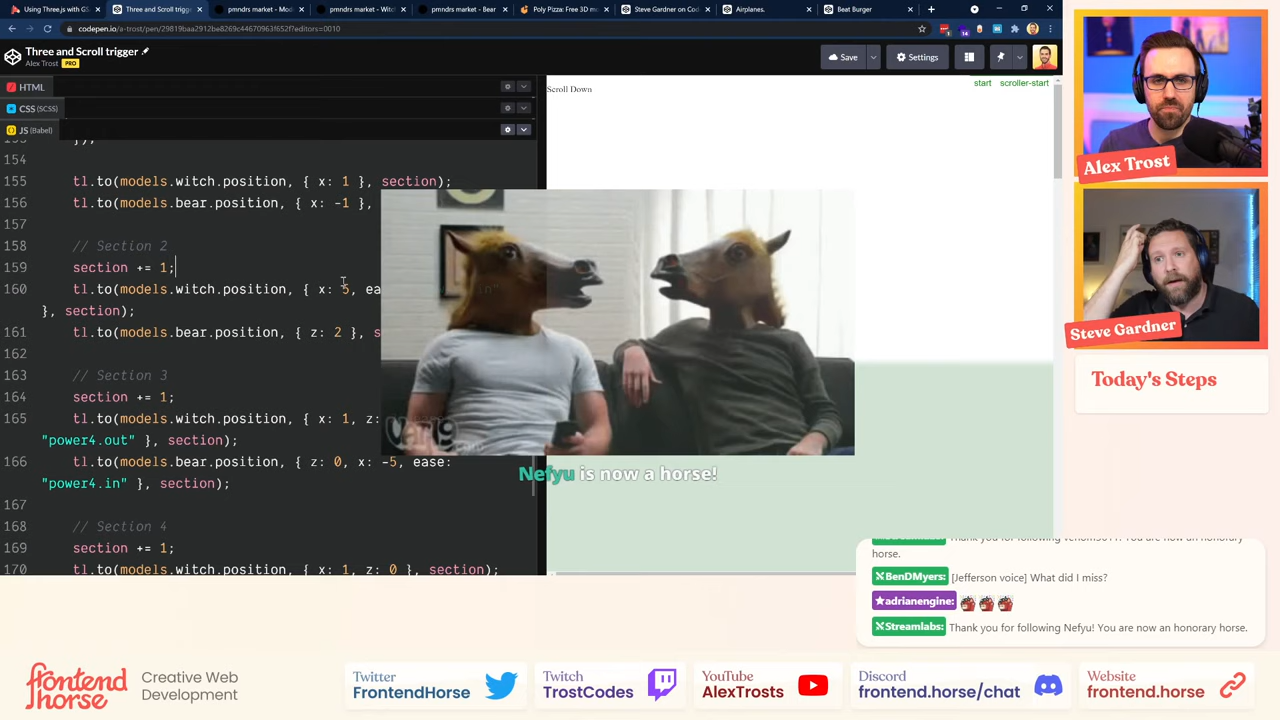 Using Three.js with GS
Three and Scroll trigg
pmndrs market - Mod
pmndrs market - Witc
pmndrs market - Bear
Poly Pizza: Free 3D m
Steve Gardner on Co
Airplanes.
Beat Burger
codepen.io/atrost/pen/29819baa2912be8269c44670963f6152?editors=0010
Three and Scroll trigger
Alex Trost PRO
Save
Settings
HTML
CSS (SCSS)
JS (Babel)
154
155 tl.to(models.witch.position, { x: 1 }, section);
156 tl.to(models.bear.position, { x: -1 },
157
158 // Section 2
159 section += 1;
160 tl.to(models.witch.position, { x: 5, ea
}, section);
161 tl.to(models.bear.position, { z: 2 }, s
162
163 // Section 3
164 section += 1;
165 tl.to(models.witch.position, { x: 1, z:
"power4.out" }, section);
166 tl.to(models.bear.position, { z: 0, x: -5, ease:
"power4.in" }, section);
167
168 // Section 4
169 section += 1;
170 tl.to(models.witch.position, { x: 1, z: 0 }, section);
Scroll Down
start scroller-start
Nefyu is now a horse!
Alex Trost
Steve Gardner
Today's Steps
horse.
BenDMyers: [Jefferson voice] What did I miss?
adrianengine:
Streamlabs: Thank you for following Nefyu! You are now an honorary horse.
frontend
horse
Creative Web
Development
Twitter
FrontendHorse
Twitch
TrostCodes
YouTube
AlexTrosts
Discord
frontend.horse/chat
Website
frontend.horse